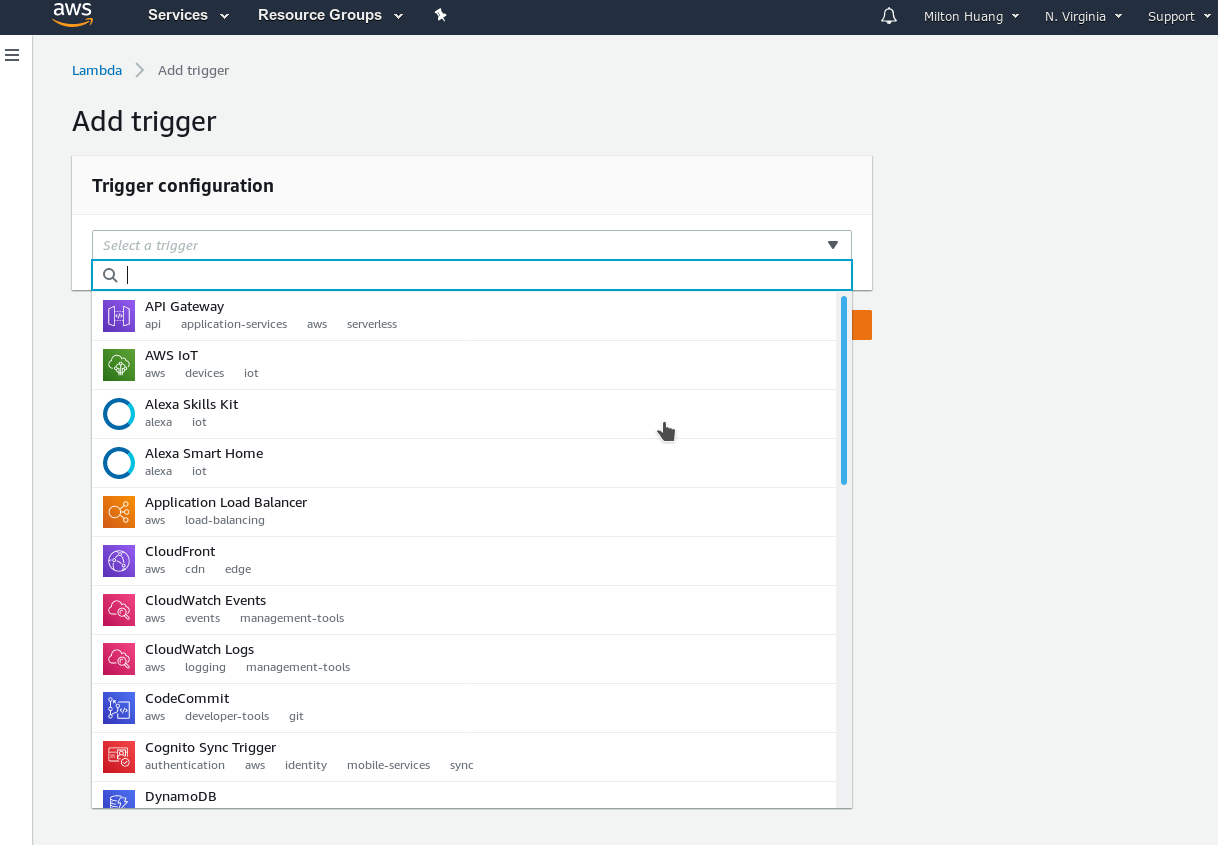 aws Services Resource Groups Milton Huang N. Virginia Support
Lambda Add trigger
Add trigger
Trigger configuration
Select a trigger
API Gateway
api application-services aws serverless
AWS IoT
aws devices iot
Alexa Skills Kit
alexa iot
Alexa Smart Home
alexa iot
Application Load Balancer
aws load-balancing
CloudFront
aws cdn edge
CloudWatch Events
aws events management-tools
CloudWatch Logs
aws logging management-tools
CodeCommit
aws developer-tools git
Cognito Sync Trigger
authentication aws identity mobile-services sync
DynamoDB